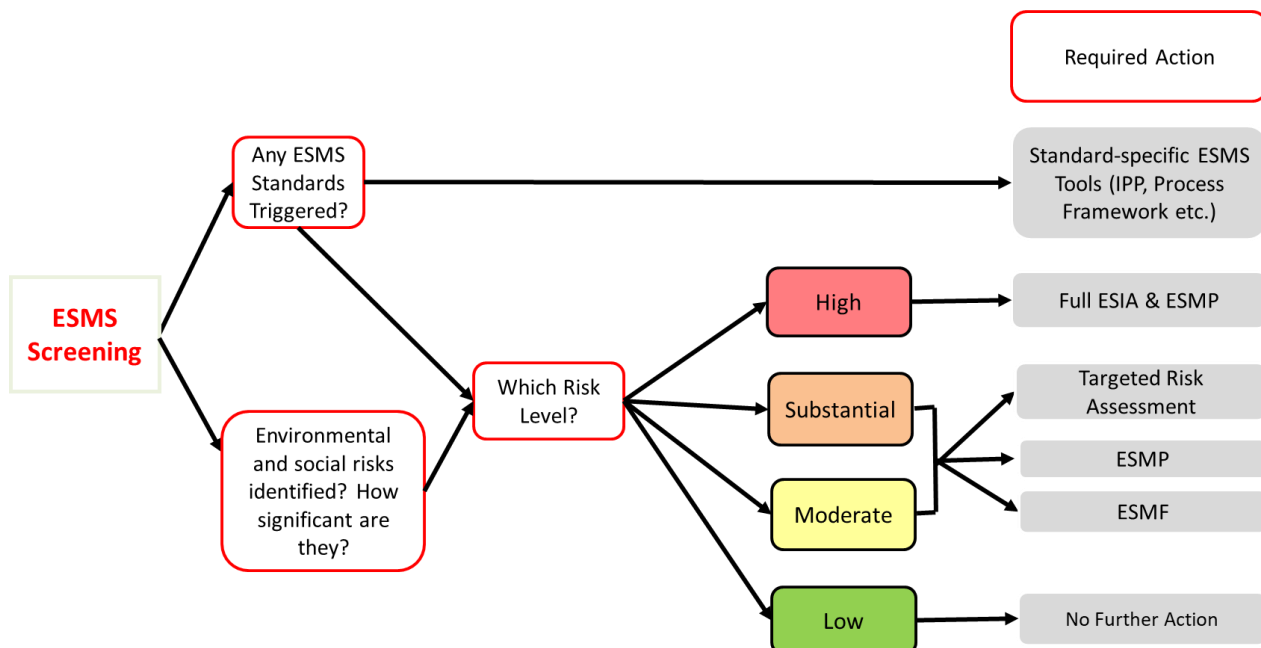 Required Action
Any ESMS
Standards
Triggered?
Standard-specific ESMS
Tools (IPP, Process
Framework etc.)
ESMS
Screening
High
Full ESIA & ESMP
Which Risk
Level?
Substantial
Targeted Risk
Assessment
Environmental
and social risks
identified? How
significant are
they?
ESMP
Moderate
ESMF
Low
No Further Action